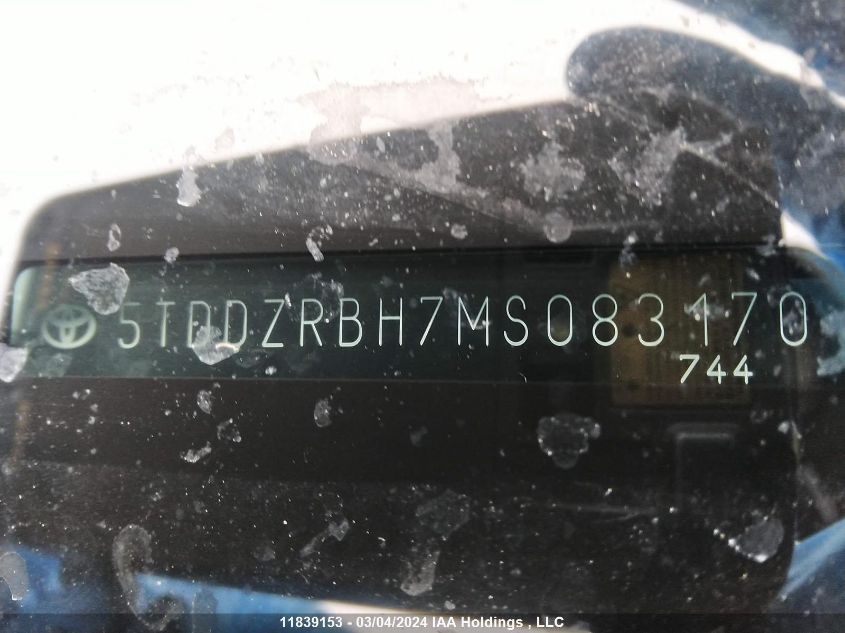 5TDDZRBH7MS083170
744
11839153 - 03/04/2024 IAA Holdings , LLC